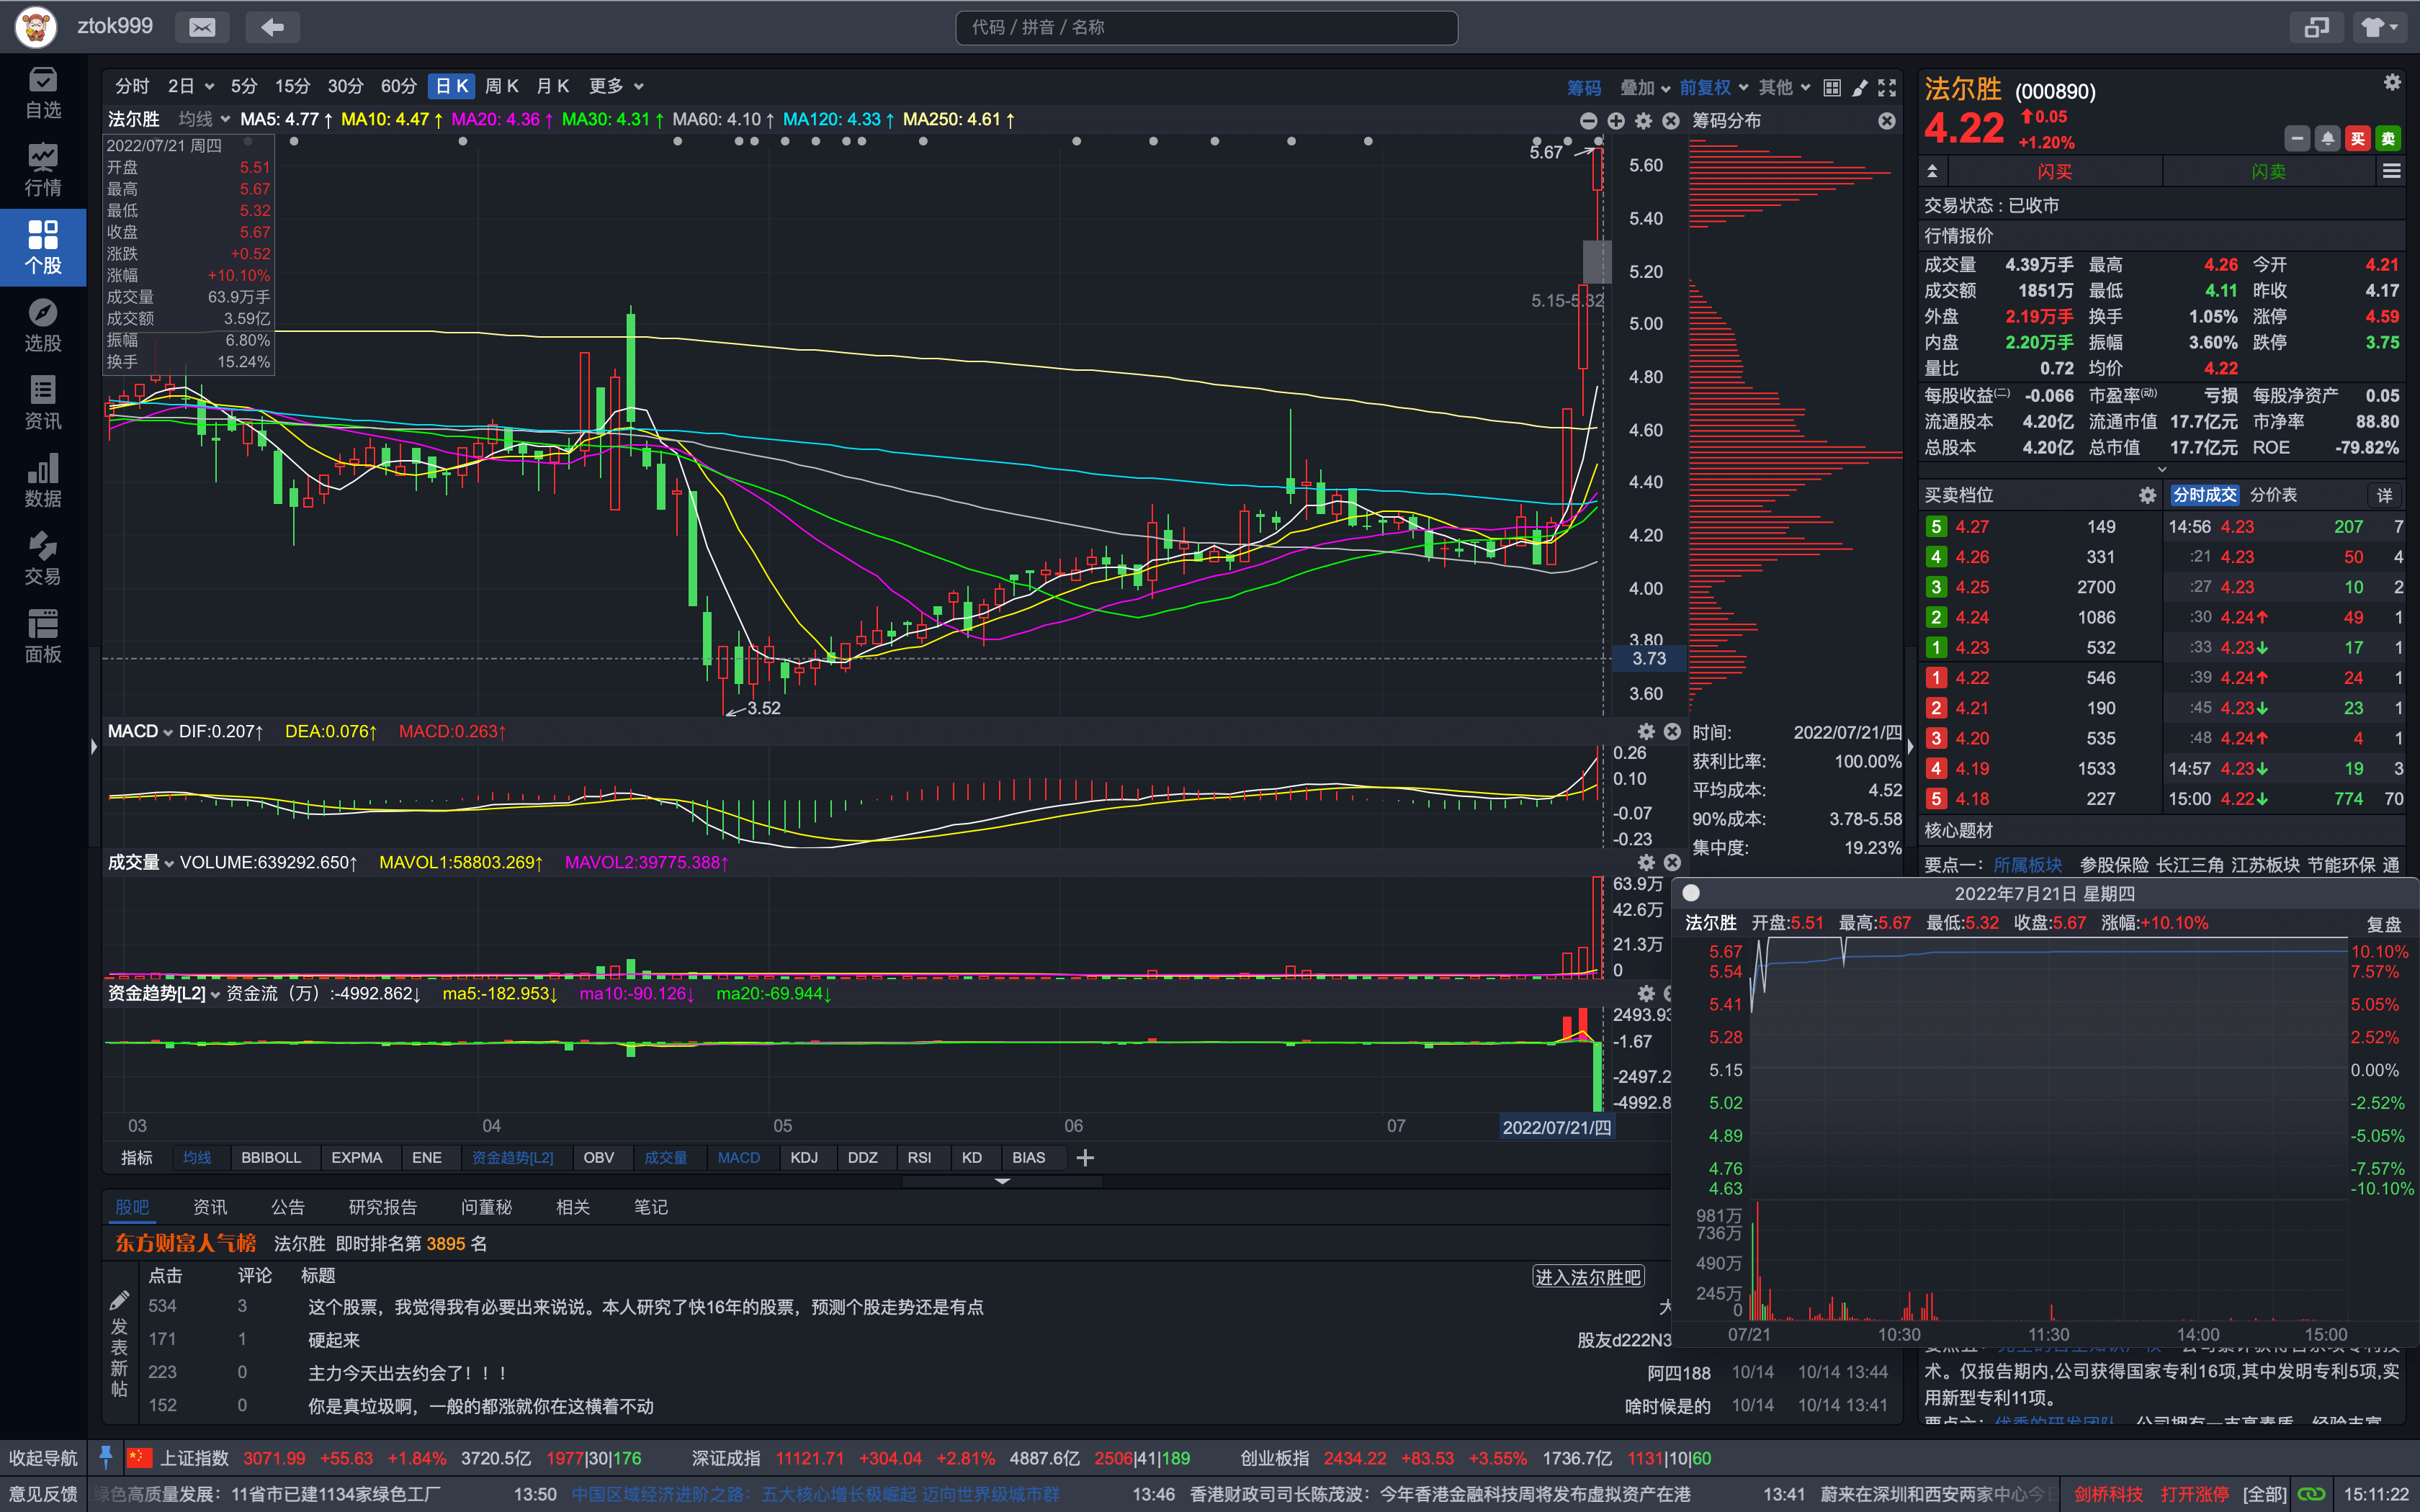 ztok999
代码 / 拼音 / 名称
自选
行情
个股
选股
资讯
数据
交易
面板
分时 2日 5分 15分 30分 60分 日K 周K 月K 更多
筹码 叠加 前复权 其他
法尔胜 均线 MA5: 4.77↑ MA10: 4.47↑ MA20: 4.36↑ MA30: 4.31↑ MA60: 4.10↑ MA120: 4.33↑ MA250: 4.61↑
筹码分布
2022/07/21 周四
开盘 5.51
最高 5.67
最低 5.32
收盘 5.67
涨跌 +0.52
涨幅 +10.10%
成交量 63.9万手
成交额 3.59亿
振幅 6.80%
换手 15.24%
5.67
5.15-5.32
3.52
5.60
5.40
5.20
5.00
4.80
4.60
4.40
4.20
4.00
3.80
3.73
3.60
MACD DIF:0.207↑ DEA:0.076↑ MACD:0.263↑
0.26
0.10
-0.07
-0.23
成交量 VOLUME:639292.650↑ MAVOL1:58803.269↑ MAVOL2:39775.388↑
63.9万
42.6万
21.3万
0
资金趋势[L2] 资金流（万）:-4992.862↓ ma5:-182.953↓ ma10:-90.126↓ ma20:-69.944↓
2493.93
-1.67
-2497.2
-4992.8
03 04 05 06 07 2022/07/21/四
时间: 2022/07/21/四
获利比率: 100.00%
平均成本: 4.52
90%成本: 3.78-5.58
集中度: 19.23%
指标 均线 BBIBOLL EXPMA ENE 资金趋势[L2] OBV 成交量 MACD KDJ DDZ RSI KD BIAS
股吧 资讯 公告 研究报告 问董秘 相关 笔记
东方财富人气榜 法尔胜 即时排名第 3895 名
点击 评论 标题 进入法尔胜吧
发表新帖
534 3 这个股票，我觉得我有必要出来说说。本人研究了快16年的股票，预测个股走势还是有点
171 1 硬起来 股友d222N3
223 0 主力今天出去约会了！！！ 阿四188 10/14 10/14 13:44
152 0 你是真垃圾啊，一般的都涨就你在这横着不动 啥时候是的 10/14 10/14 13:41
法尔胜 (000890)
4.22 0.05
+1.20%
买 卖
闪买 闪卖
交易状态：已收市
行情报价
成交量 4.39万手 最高 4.26 今开 4.21
成交额 1851万 最低 4.11 昨收 4.17
外盘 2.19万手 换手 1.05% 涨停 4.59
内盘 2.20万手 振幅 3.60% 跌停 3.75
量比 0.72 均价 4.22
每股收益(二) -0.066 市盈率(动) 亏损 每股净资产 0.05
流通股本 4.20亿 流通市值 17.7亿元 市净率 88.80
总股本 4.20亿 总市值 17.7亿元 ROE -79.82%
买卖档位 分时成交 分价表 详
5 4.27 149 14:56 4.23 207 7
4 4.26 331 :21 4.23 50 4
3 4.25 2700 :27 4.23 10 2
2 4.24 1086 :30 4.24↑ 49 1
1 4.23 532 :33 4.23↓ 17 1
1 4.22 546 :39 4.24↑ 24 1
2 4.21 190 :45 4.23↓ 23 1
3 4.20 535 :48 4.24↑ 4 1
4 4.19 1533 14:57 4.23↓ 19 3
5 4.18 227 15:00 4.22↓ 774 70
核心题材
要点一： 所属板块 参股保险 长江三角 江苏板块 节能环保 通
2022年7月21日 星期四
法尔胜 开盘:5.51 最高:5.67 最低:5.32 收盘:5.67 涨幅:+10.10% 复盘
5.67 10.10%
5.54 7.57%
5.41 5.05%
5.28 2.52%
5.15 0.00%
5.02 -2.52%
4.89 -5.05%
4.76 -7.57%
4.63 -10.10%
981万
736万
490万
245万
0
07/21 10:30 11:30 14:00 15:00
术。仅报告期内,公司获得国家专利16项,其中发明专利5项,实
用新型专利11项。
收起导航 上证指数 3071.99 +55.63 +1.84% 3720.5亿 1977|30|176 深证成指 11121.71 +304.04 +2.81% 4887.6亿 2506|41|189 创业板指 2434.22 +83.53 +3.55% 1736.7亿 1131|10|60
意见反馈 绿色高质量发展：11省市已建1134家绿色工厂 13:50 中国区域经济进阶之路：五大核心增长极崛起 迈向世界级城市群 13:46 香港财政司司长陈茂波：今年香港金融科技周将发布虚拟资产在港 13:41 蔚来在深圳和西安两家中心今日 剑桥科技 打开涨停 [全部] 15:11:22